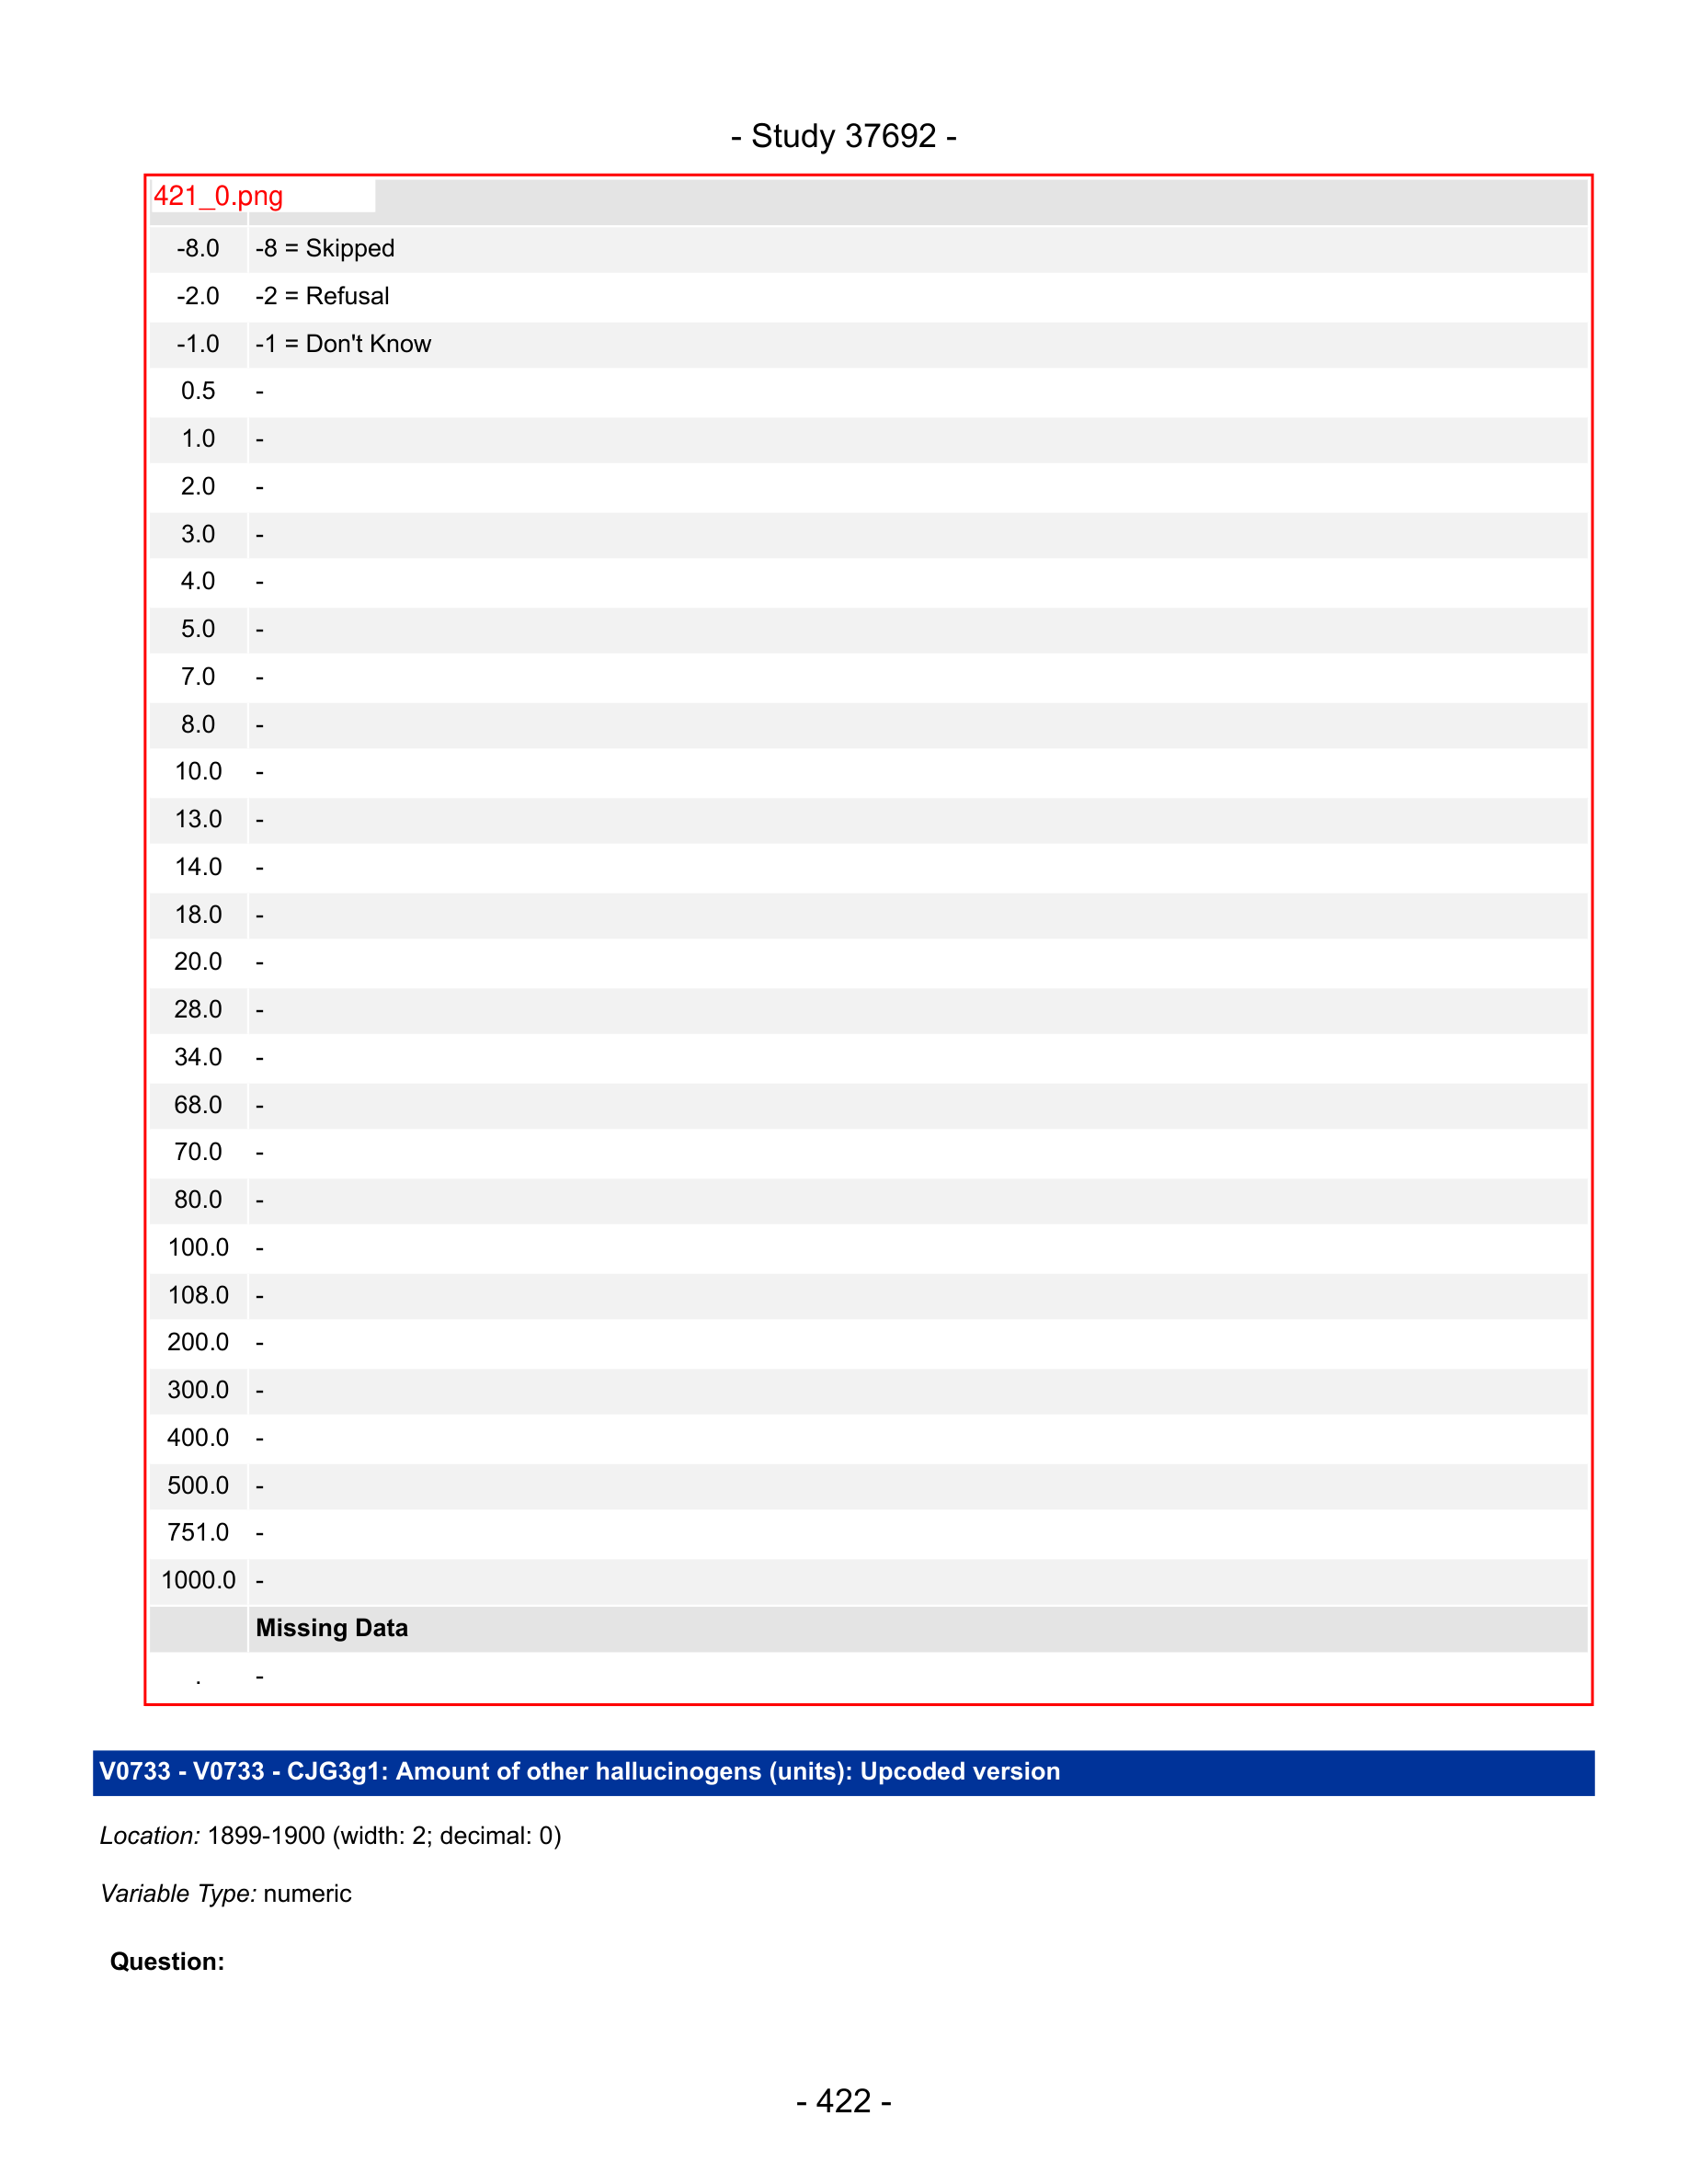 - Study 37692 -
421_0.png
-8.0 -8 = Skipped
-2.0 -2 = Refusal
-1.0 -1 = Don't Know
0.5 -
1.0 -
2.0 -
3.0 -
4.0 -
5.0 -
7.0 -
8.0 -
10.0 -
13.0 -
14.0 -
18.0 -
20.0 -
28.0 -
34.0 -
68.0 -
70.0 -
80.0 -
100.0 -
108.0 -
200.0 -
300.0 -
400.0 -
500.0 -
751.0 -
1000.0 -
Missing Data
. -
V0733 - V0733 - CJG3g1: Amount of other hallucinogens (units): Upcoded version
Location: 1899-1900 (width: 2; decimal: 0)
Variable Type: numeric
Question:
- 422 -